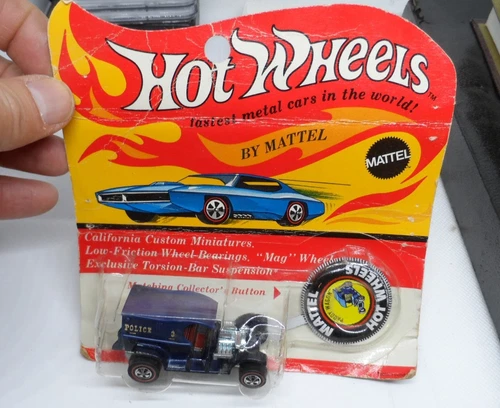 HOT WHEELS
fastest metal cars in the world!
BY MATTEL
MATTEL
California Custom Miniatures.
Low-Friction Wheel Bearings. "Mag" Wheels
Exclusive Torsion-Bar Suspension
Matching Collector's Button
HOT WHEELS
MATTEL
POLICE
3